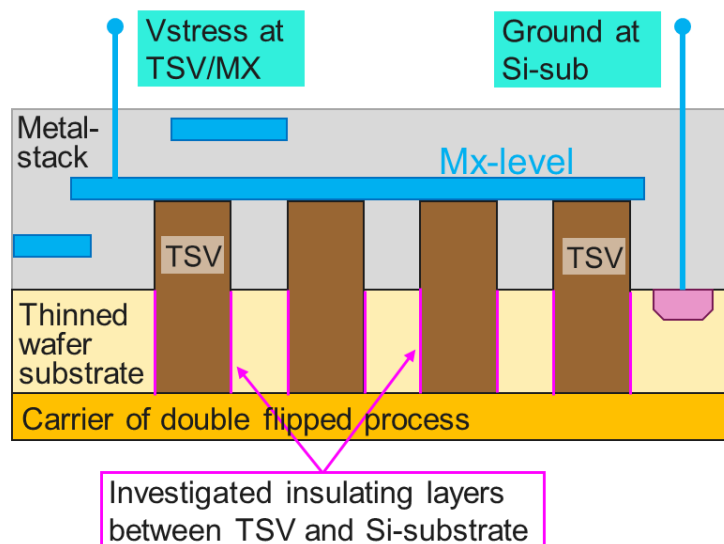 Vstress at
TSV/MX
Ground at
Si-sub
Metal-
stack
Mx-level
TSV
TSV
Thinned
wafer
substrate
Carrier of double flipped process
Investigated insulating layers
between TSV and Si-substrate